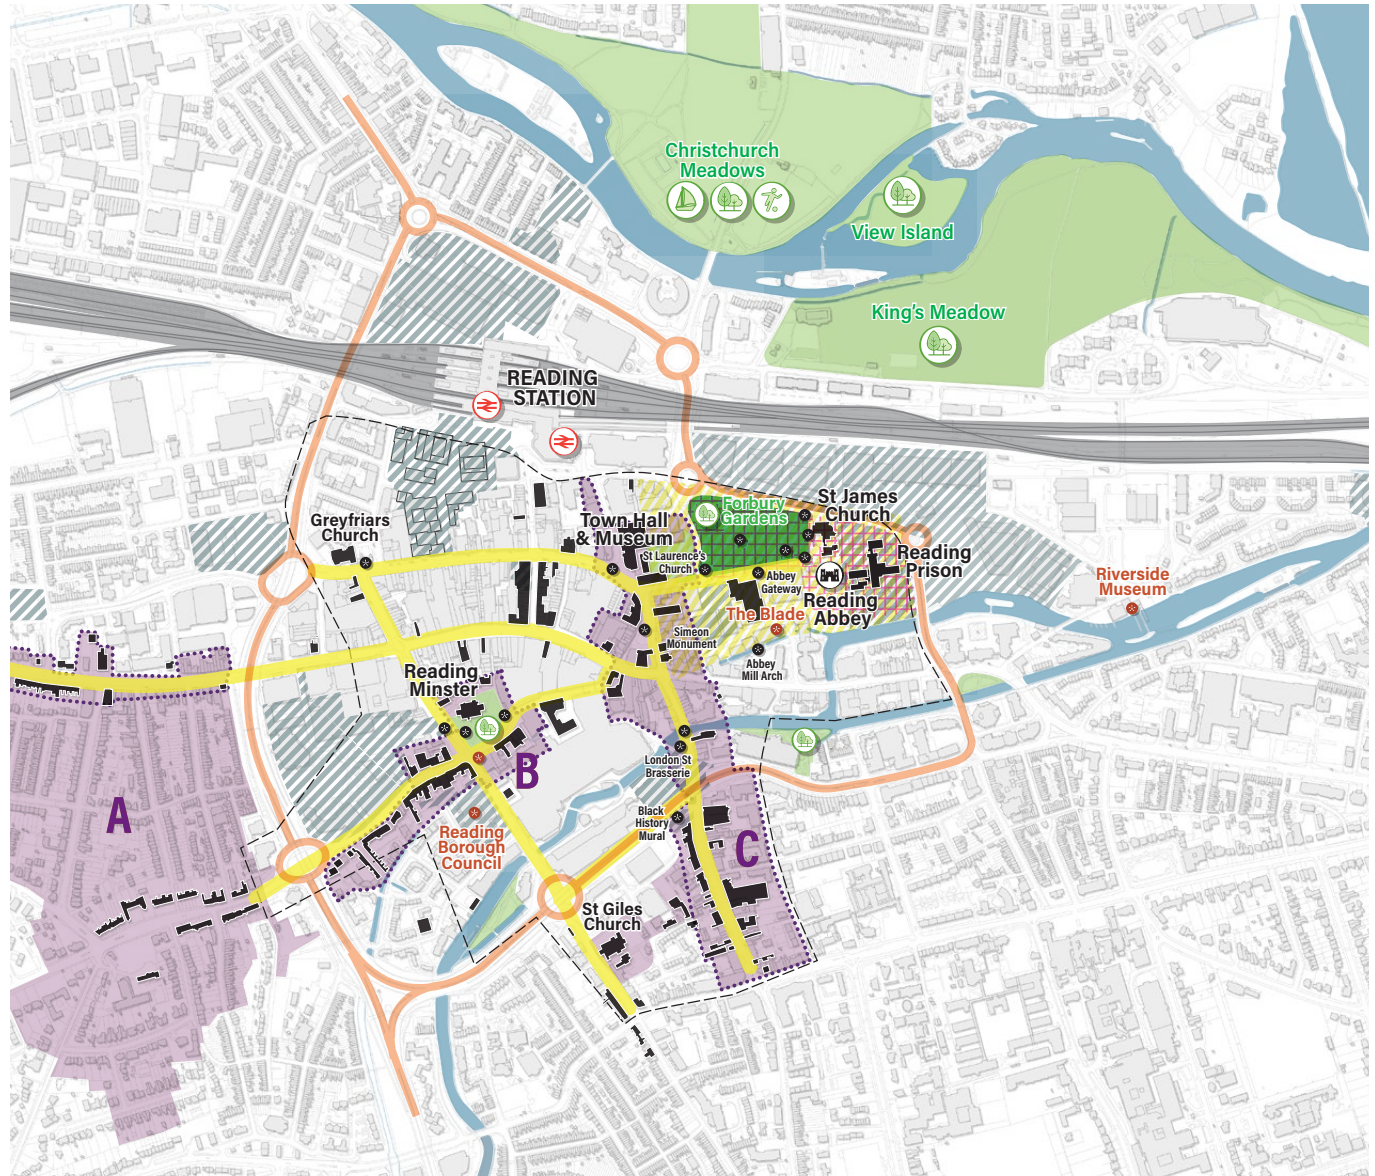 Christchurch
Meadows
View Island
King's Meadow
READING
STATION
Greyfriars
Church
Town Hall
& Museum
St Laurence's
Church
Forbury
Gardens
St James
Church
Reading
Prison
Abbey
Gateway
Reading
Abbey
The Blade
Riverside
Museum
Simeon
Monument
Abbey
Mill Arch
Reading
Minster
London St
Brasserie
B
A
Black
History
Mural
Reading
Borough
Council
C
St Giles
Church